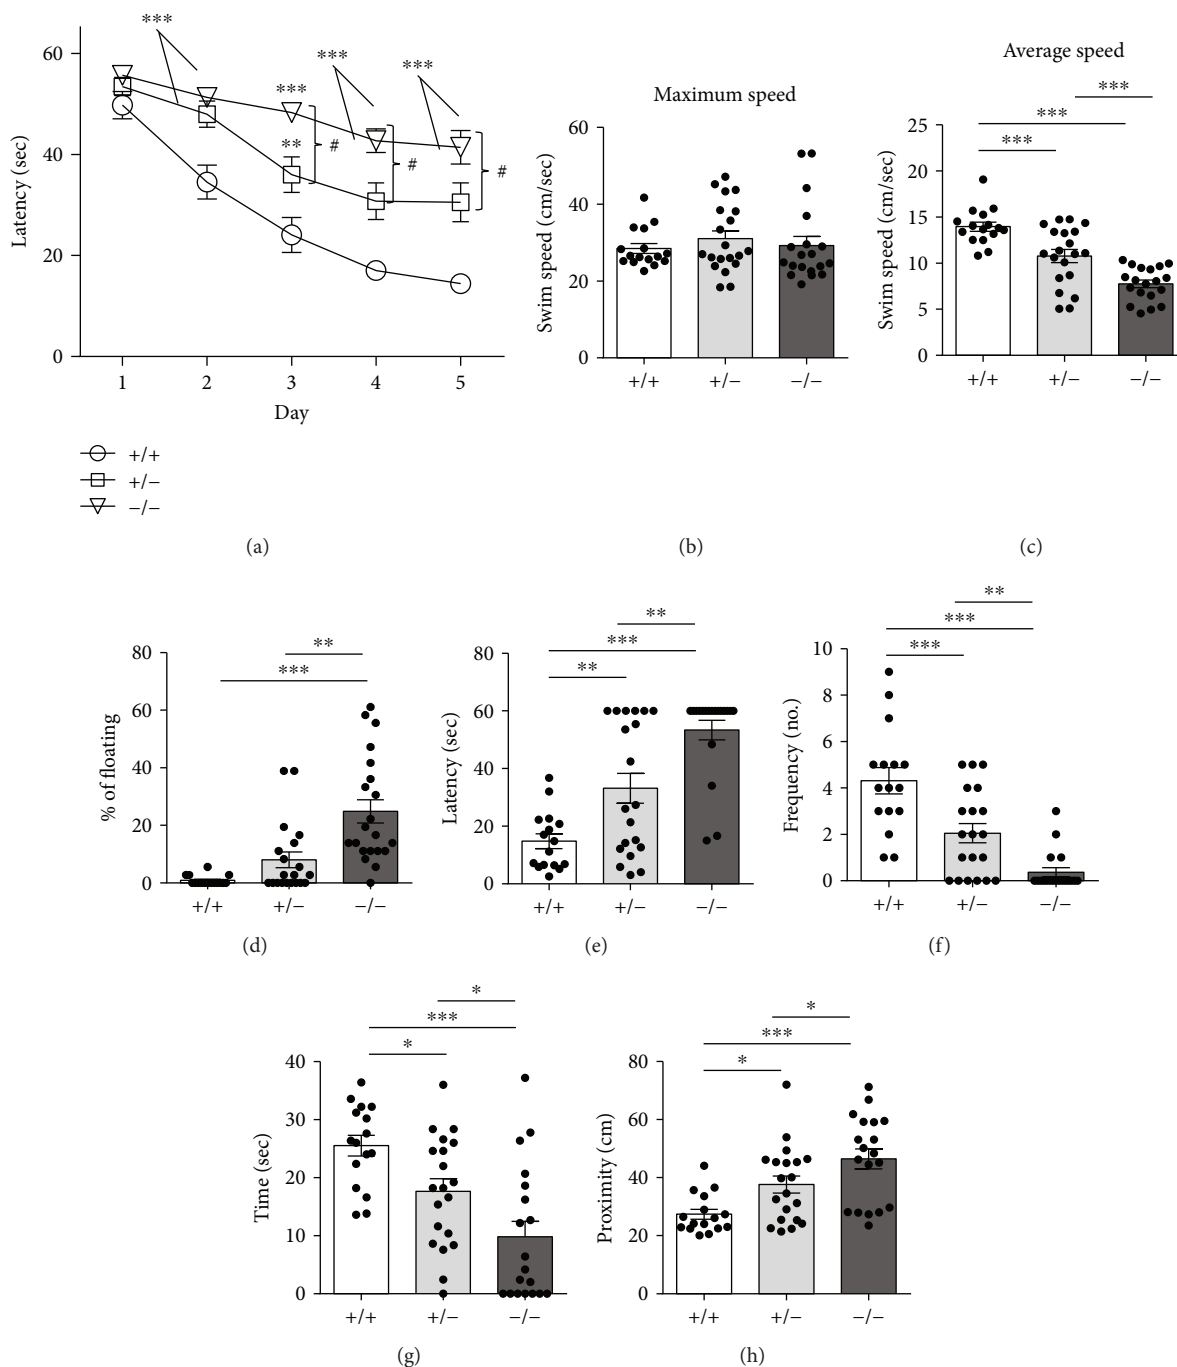 ***
***
***
***
**
#
#
#
60
40
20
0
Latency (sec)
1 2 3 4 5
Day
+/+
+/−
−/−
(a)
Maximum speed
60
40
20
0
Swim speed (cm/sec)
+/+ +/− −/−
(b)
Average speed
***
***
***
25
20
15
10
5
0
Swim speed (cm/sec)
+/+ +/− −/−
(c)
**
***
80
60
40
20
0
% of floating
+/+ +/− −/−
(d)
**
***
**
80
60
40
20
0
Latency (sec)
+/+ +/− −/−
(e)
**
***
***
10
8
6
4
2
0
Frequency (no.)
+/+ +/− −/−
(f)
*
***
*
40
30
20
10
0
Time (sec)
+/+ +/− −/−
(g)
*
***
*
80
60
40
20
0
Proximity (cm)
+/+ +/− −/−
(h)